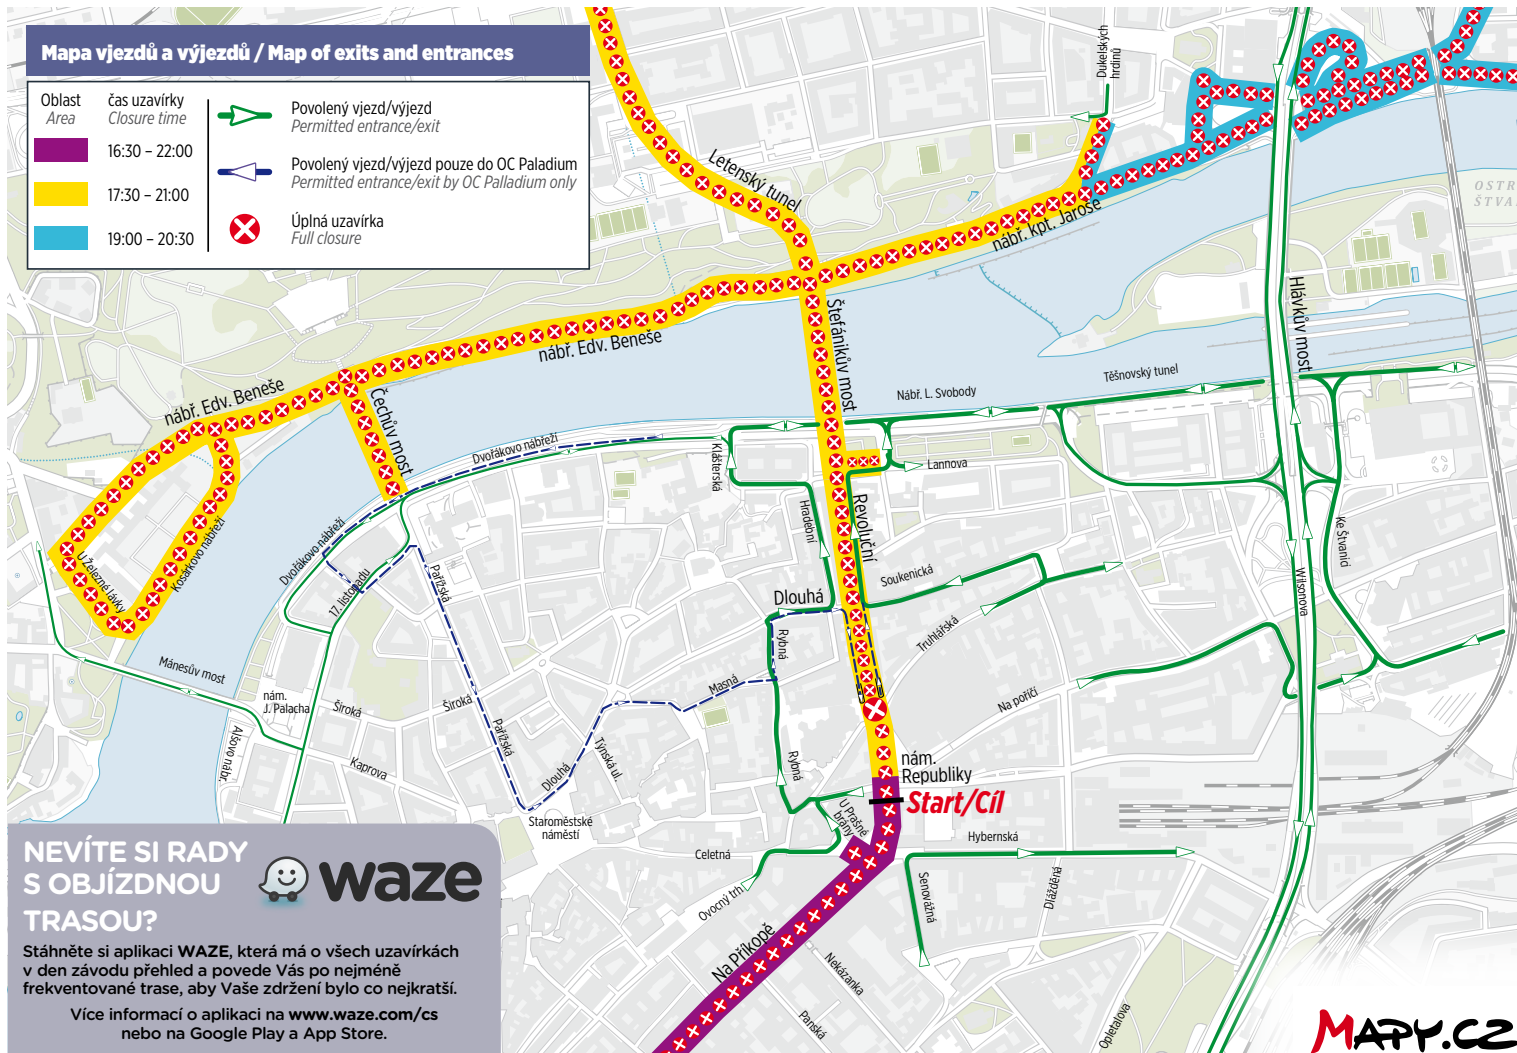 Mapa vjezdů a výjezdů / Map of exits and entrances
Oblast
Area
čas uzavírky
Closure time
16:30 – 22:00
17:30 – 21:00
19:00 – 20:30
Povolený vjezd/výjezd
Permitted entrance/exit
Povolený vjezd/výjezd pouze do OC Paladium
Permitted entrance/exit by OC Palladium only
Úplná uzavírka
Full closure
Dukelských
hrdinů
Letenský tunel
nábř. kpt. Jaroše
OSTR
ŠTVA
Hlávkův most
Štefánikův most
nábř. Edv. Beneše
nábř. Edv. Beneše
Čechův most
Těšnovský tunel
Nábř. L. Svobody
Dvořákovo nábřeží
Klášterská
Lannova
Hradební
Revoluční
Kosárkovo nábřeží
U Železné lávky
Dvořákovo nábřeží
17. listopadu
Pařížská
Soukenická
Ke Štvanici
Wilsonova
Dlouhá
Truhlářská
Rybná
Mánesův most
nám.
J. Palacha
Široká
Široká
Masná
Na poříčí
Alšovo nábř.
Kaprova
Pařížská
Dlouhá
Týnská ul.
Rybná
nám.
Republiky
Start/Cíl
Staroměstské
náměstí
U Prašné
brány
Hybernská
Celetná
Ovocný trh
Senovážná
Dlážděná
Na Příkopě
Nekázanka
Panská
Opletalova
NEVÍTE SI RADY
S OBJÍZDNOU
TRASOU?
waze
Stáhněte si aplikaci WAZE, která má o všech uzavírkách
v den závodu přehled a povede Vás po nejméně
frekventované trase, aby Vaše zdržení bylo co nejkratší.
Více informací o aplikaci na www.waze.com/cs
nebo na Google Play a App Store.
MAPY.CZ